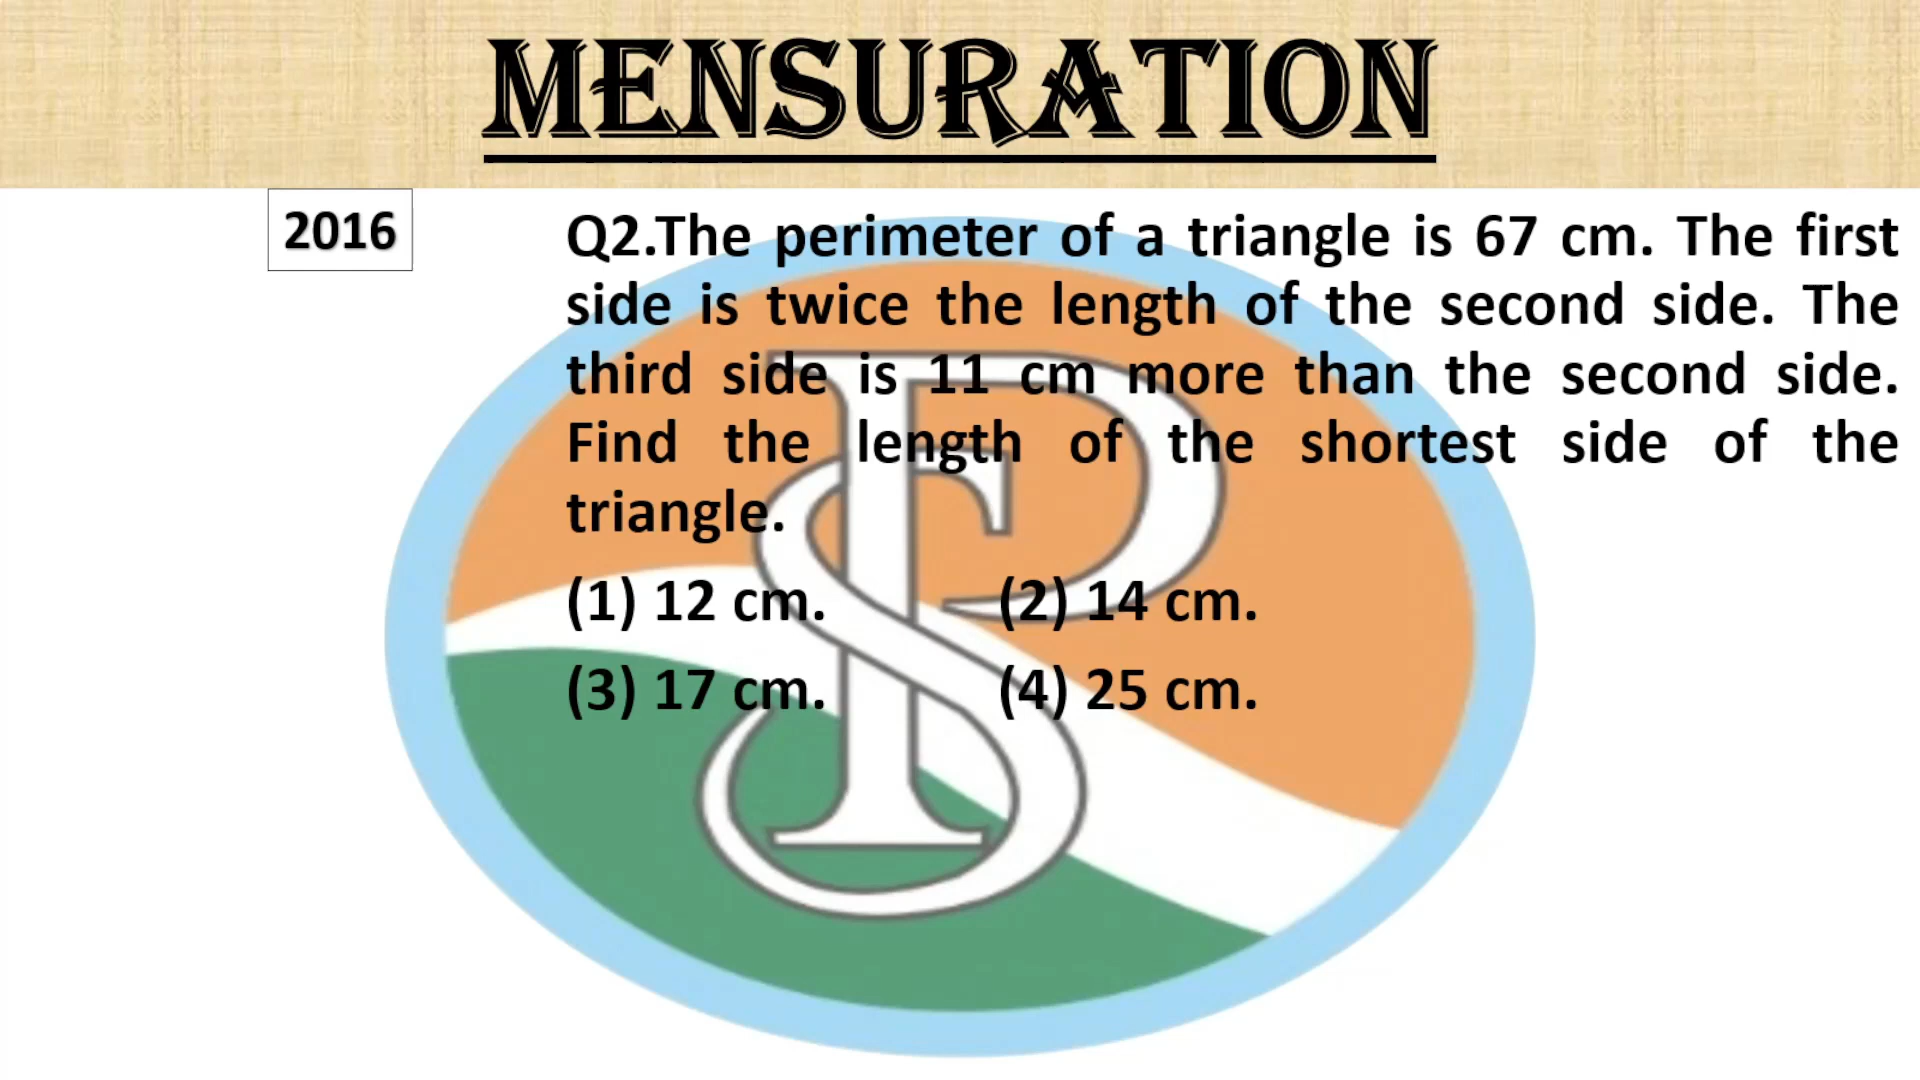 MENSURATION
2016
Q2.The perimeter of a triangle is 67 cm. The first
side is twice the length of the second side. The
third side is 11 cm more than the second side.
Find the length of the shortest side of the
triangle.
(1) 12 cm. (2) 14 cm.
(3) 17 cm. (4) 25 cm.